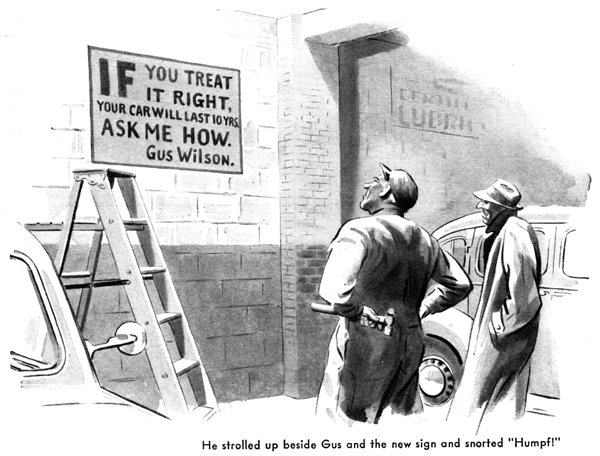 IF YOU TREAT
IT RIGHT,
YOUR CAR WILL LAST 10 YRS.
ASK ME HOW.
GUS WILSON.
LUBRI
He strolled up beside Gus and the new sign and snorted "Humpf!"